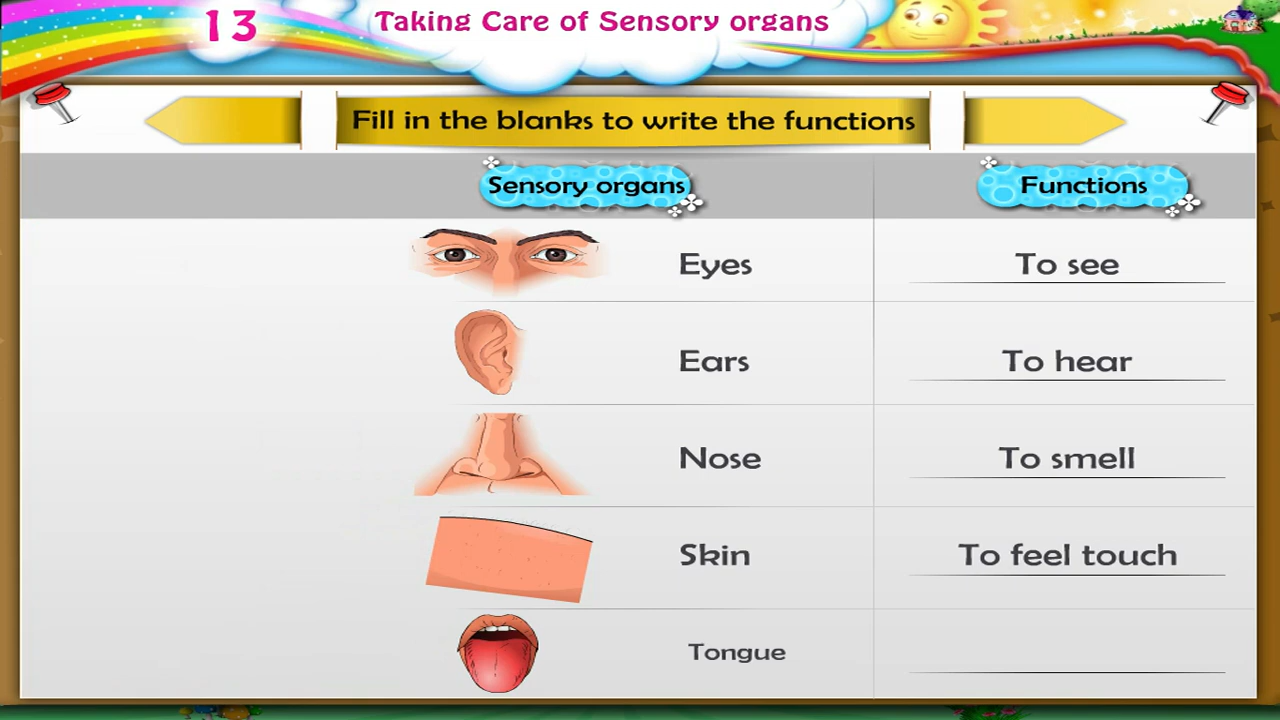 13 Taking Care of Sensory organs
Fill in the blanks to write the functions
Sensory organs Functions
Eyes To see
Ears To hear
Nose To smell
Skin To feel touch
Tongue